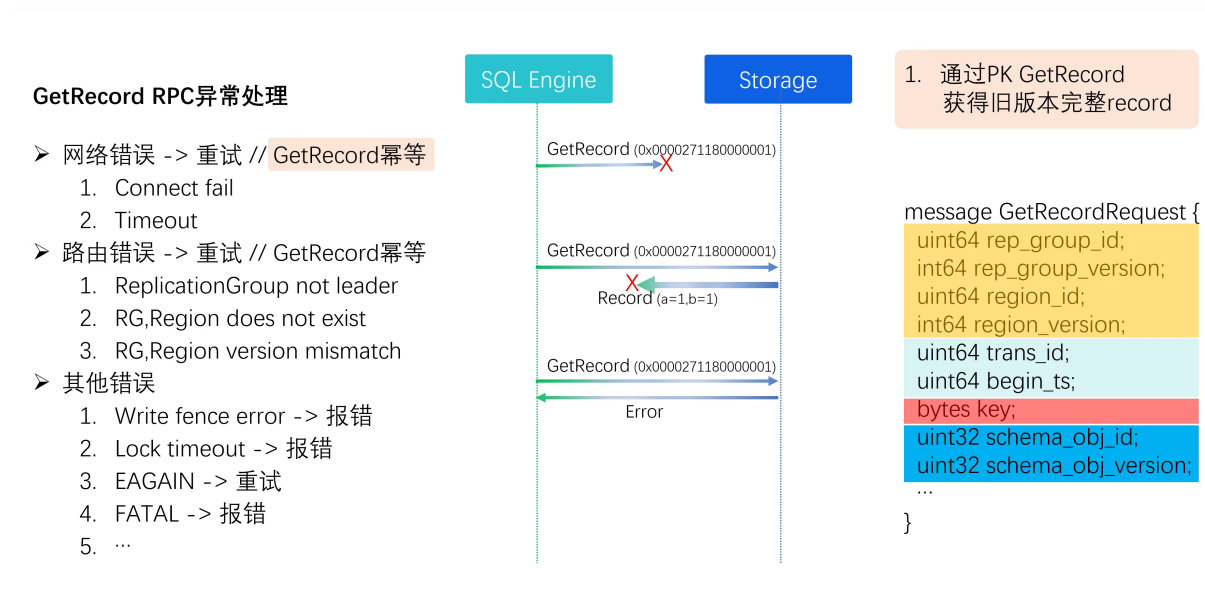 GetRecord RPC异常处理
➤ 网络错误 -> 重试 // GetRecord幂等
1. Connect fail
2. Timeout
➤ 路由错误 -> 重试 // GetRecord幂等
1. ReplicationGroup not leader
2. RG,Region does not exist
3. RG,Region version mismatch
➤ 其他错误
1. Write fence error -> 报错
2. Lock timeout -> 报错
3. EAGAIN -> 重试
4. FATAL -> 报错
5. ...
SQL Engine
Storage
GetRecord (0x0000271180000001)
X
GetRecord (0x0000271180000001)
X
Record (a=1,b=1)
GetRecord (0x0000271180000001)
Error
1. 通过PK GetRecord
获得旧版本完整record
message GetRecordRequest {
uint64 rep_group_id;
int64 rep_group_version;
uint64 region_id;
int64 region_version;
uint64 trans_id;
uint64 begin_ts;
bytes key;
uint32 schema_obj_id;
uint32 schema_obj_version;
...
}